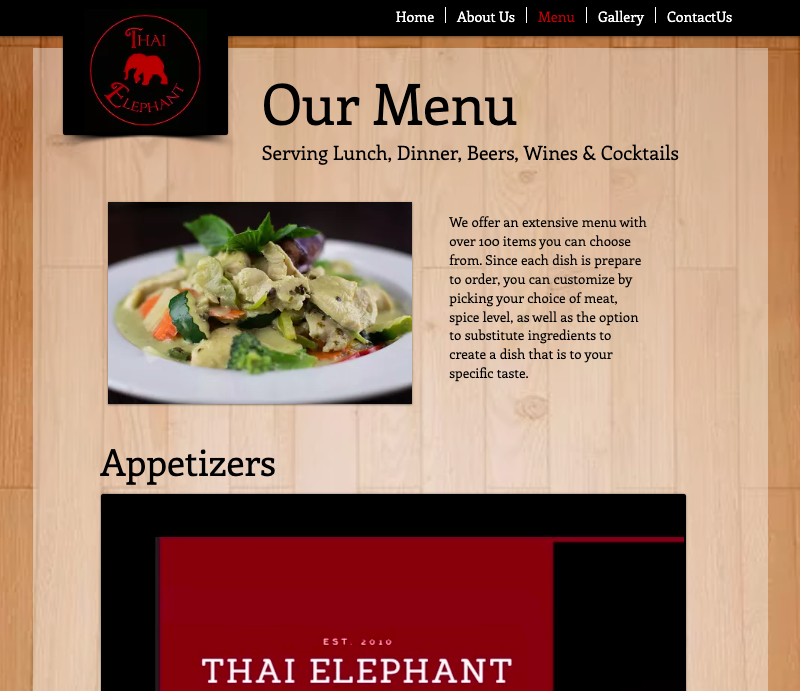 Home
About Us
Menu
Gallery
ContactUs
THAI
ELEPHANT
Our Menu
Serving Lunch, Dinner, Beers, Wines & Cocktails
We offer an extensive menu with
over 100 items you can choose
from. Since each dish is prepare
to order, you can customize by
picking your choice of meat,
spice level, as well as the option
to substitute ingredients to
create a dish that is to your
specific taste.
Appetizers
EST. 2010
THAI ELEPHANT